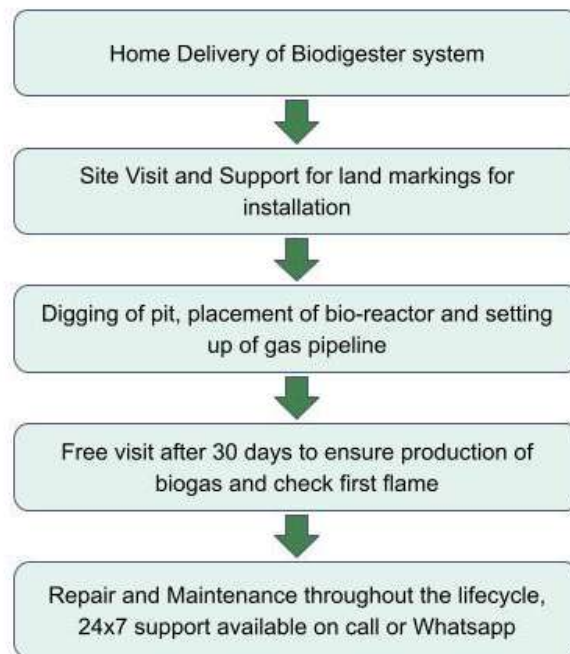 Home Delivery of Biodigester system
Site Visit and Support for land markings for
installation
Digging of pit, placement of bio-reactor and setting
up of gas pipeline
Free visit after 30 days to ensure production of
biogas and check first flame
Repair and Maintenance throughout the lifecycle,
24x7 support available on call or Whatsapp